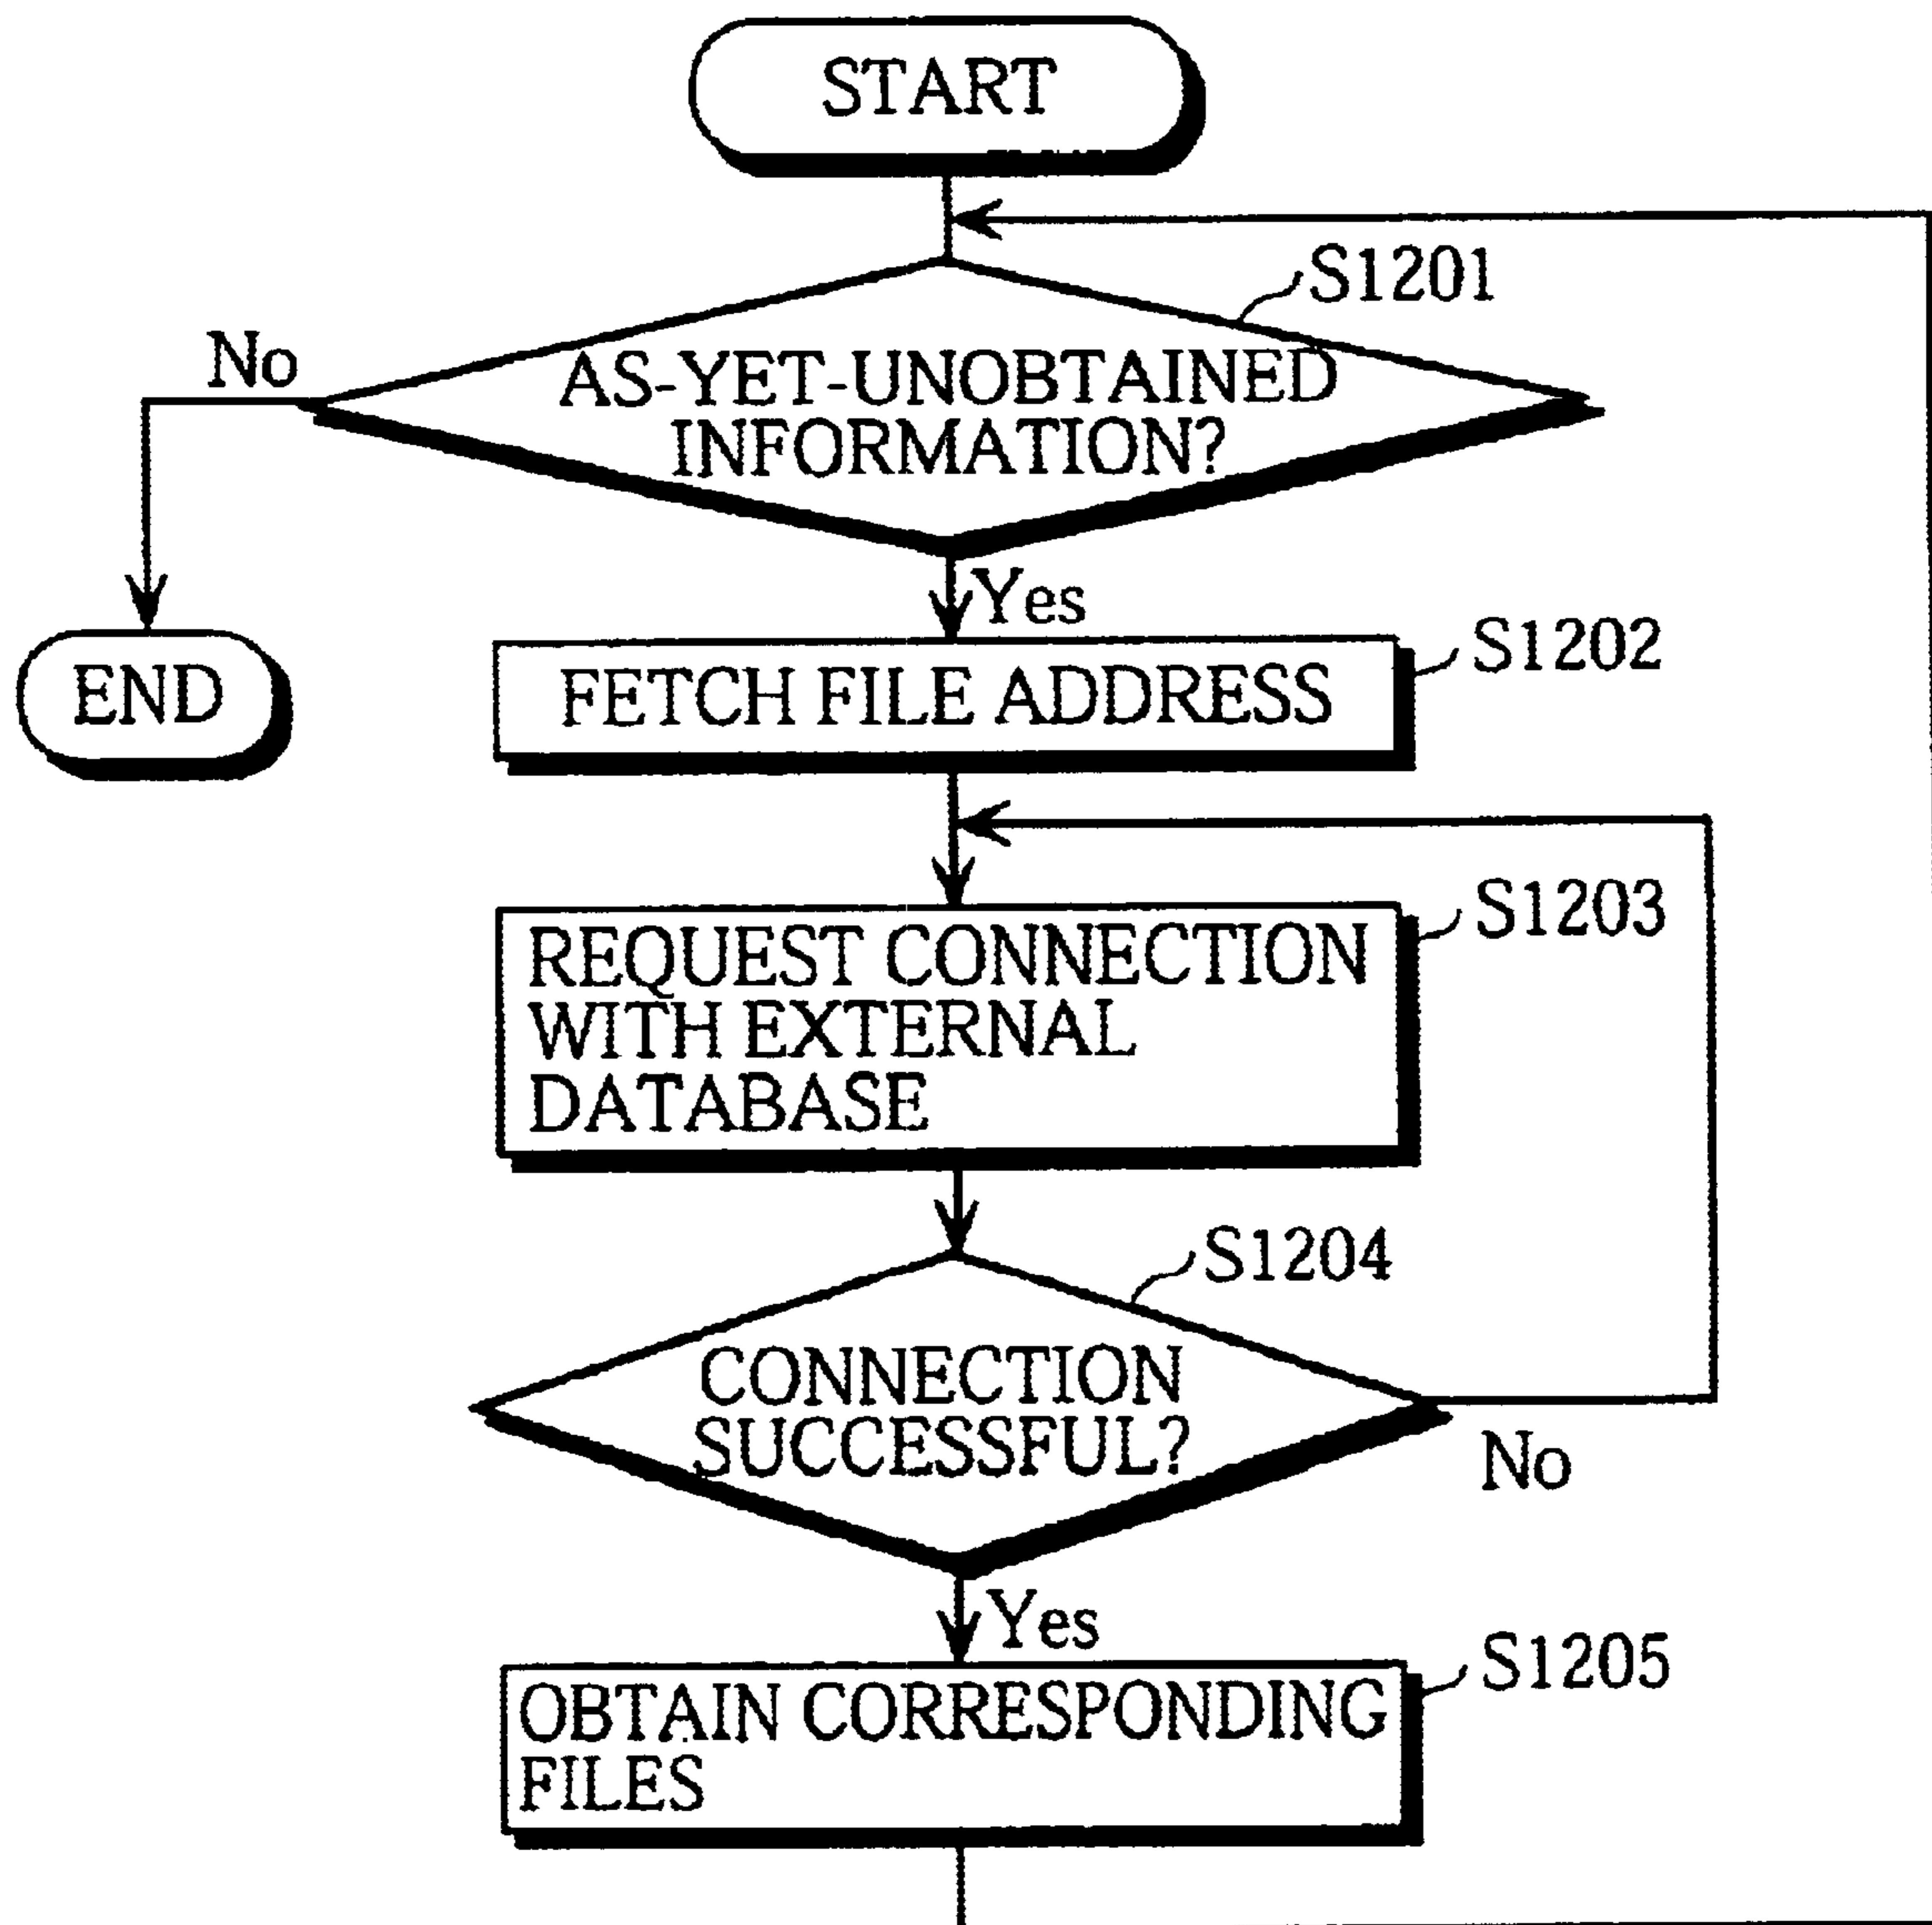 START
S1201
No
AS-YET-UNOBTAINED
INFORMATION?
Yes
END
FETCH FILE ADDRESS
S1202
S1203
REQUEST CONNECTION
WITH EXTERNAL
DATABASE
S1204
CONNECTION
SUCCESSFUL?
No
Yes
S1205
OBTAIN CORRESPONDING
FILES